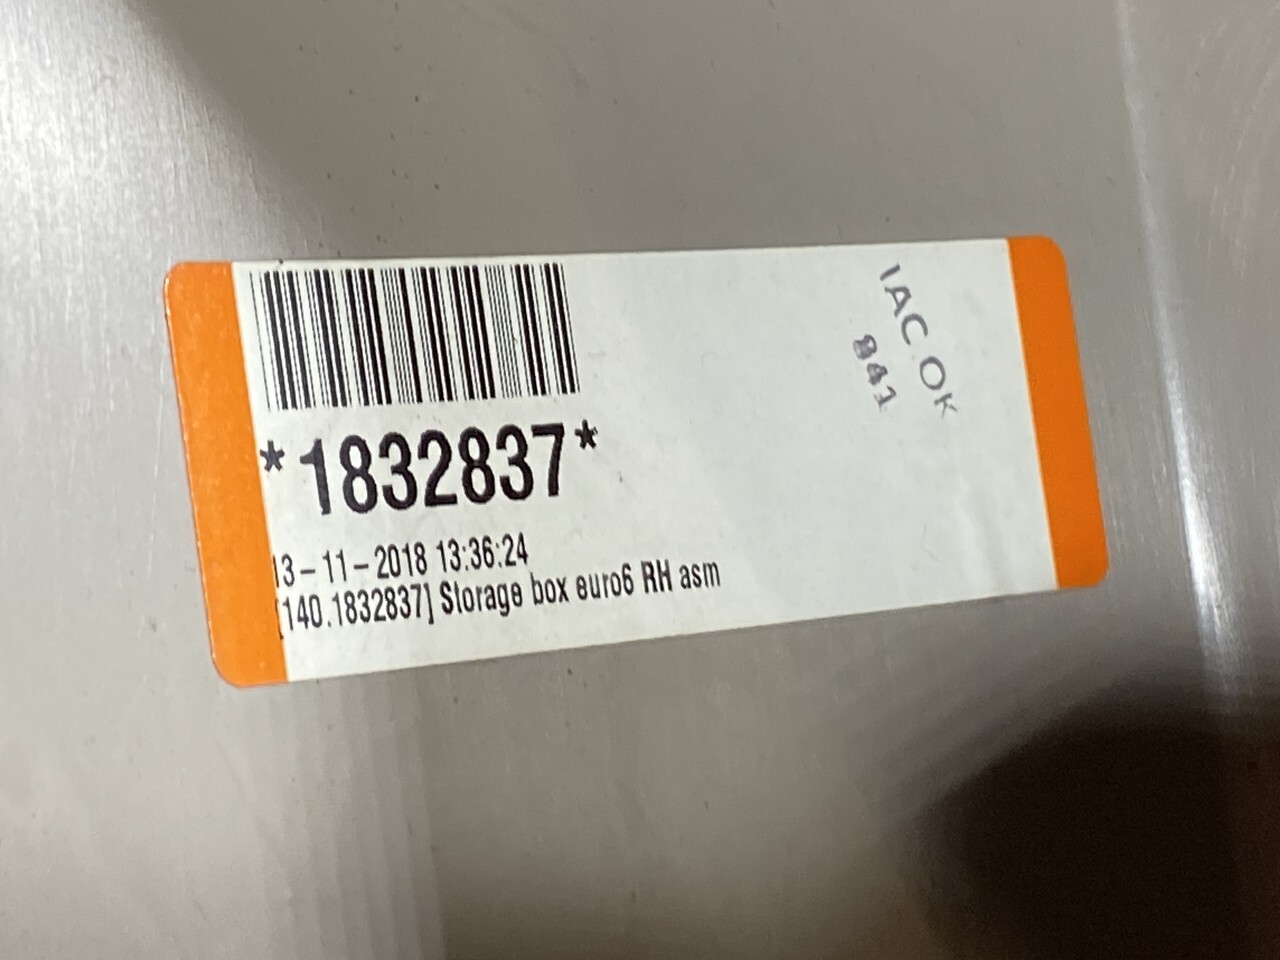 *1832837*
13-11-2018 13:36:24
[140.1832837] Storage box euro6 RH asm
IAC OK
841